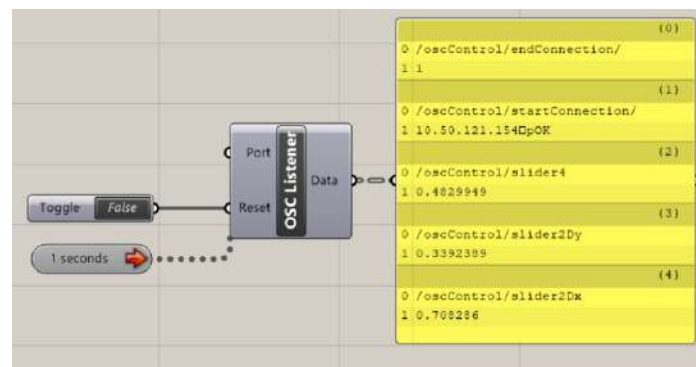 Toggle False
1 seconds
Port
Reset
OSC Listener
Data
{0}
0 /oscControl/endConnection/
1 1
{1}
0 /oscControl/startConnection/
1 10.50.121.154□pOK
{2}
0 /oscControl/slider4
1 0.4829949
{3}
0 /oscControl/slider2Dy
1 0.3392389
{4}
0 /oscControl/slider2Dx
1 0.708286